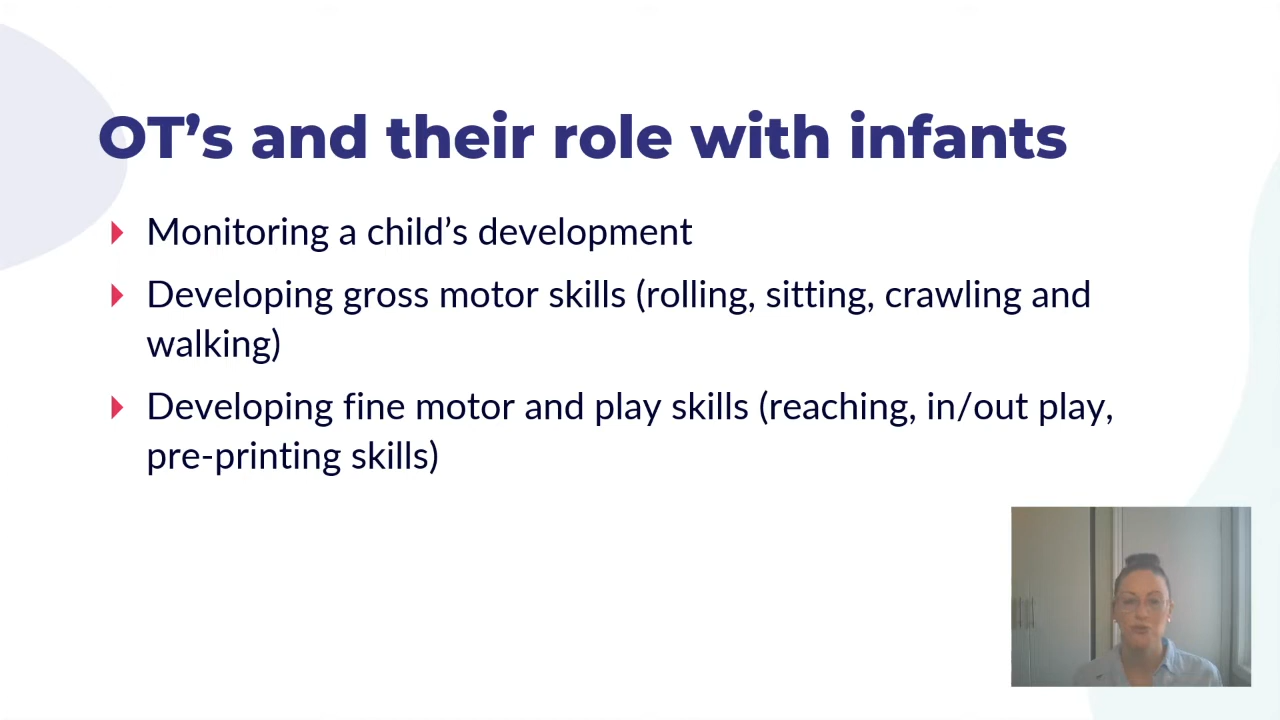 OT’s and their role with infants
Monitoring a child’s development
Developing gross motor skills (rolling, sitting, crawling and
walking)
Developing fine motor and play skills (reaching, in/out play,
pre-printing skills)